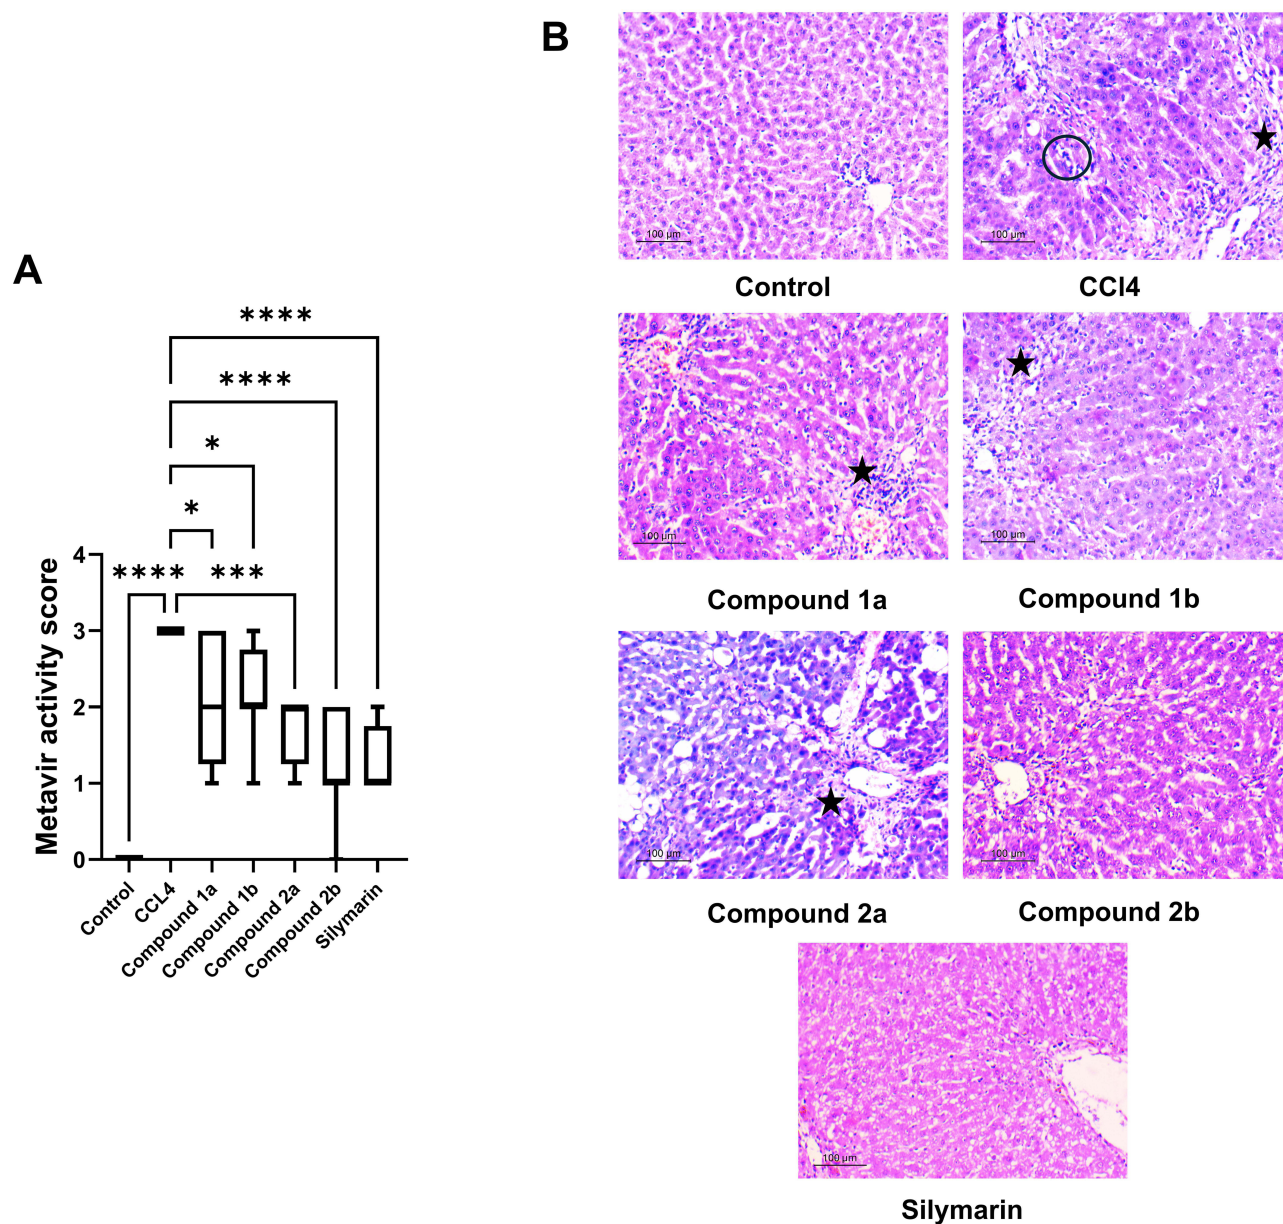 A
****
****
*
*
**** ***
Metavir activity score
4
3
2
1
0
Control
CCL4
Compound 1a
Compound 1b
Compound 2a
Compound 2b
Silymarin
B
100 µm
100 µm
Control
CCl4
100 µm
100 µm
Compound 1a
Compound 1b
100 µm
100 µm
Compound 2a
Compound 2b
100 µm
Silymarin